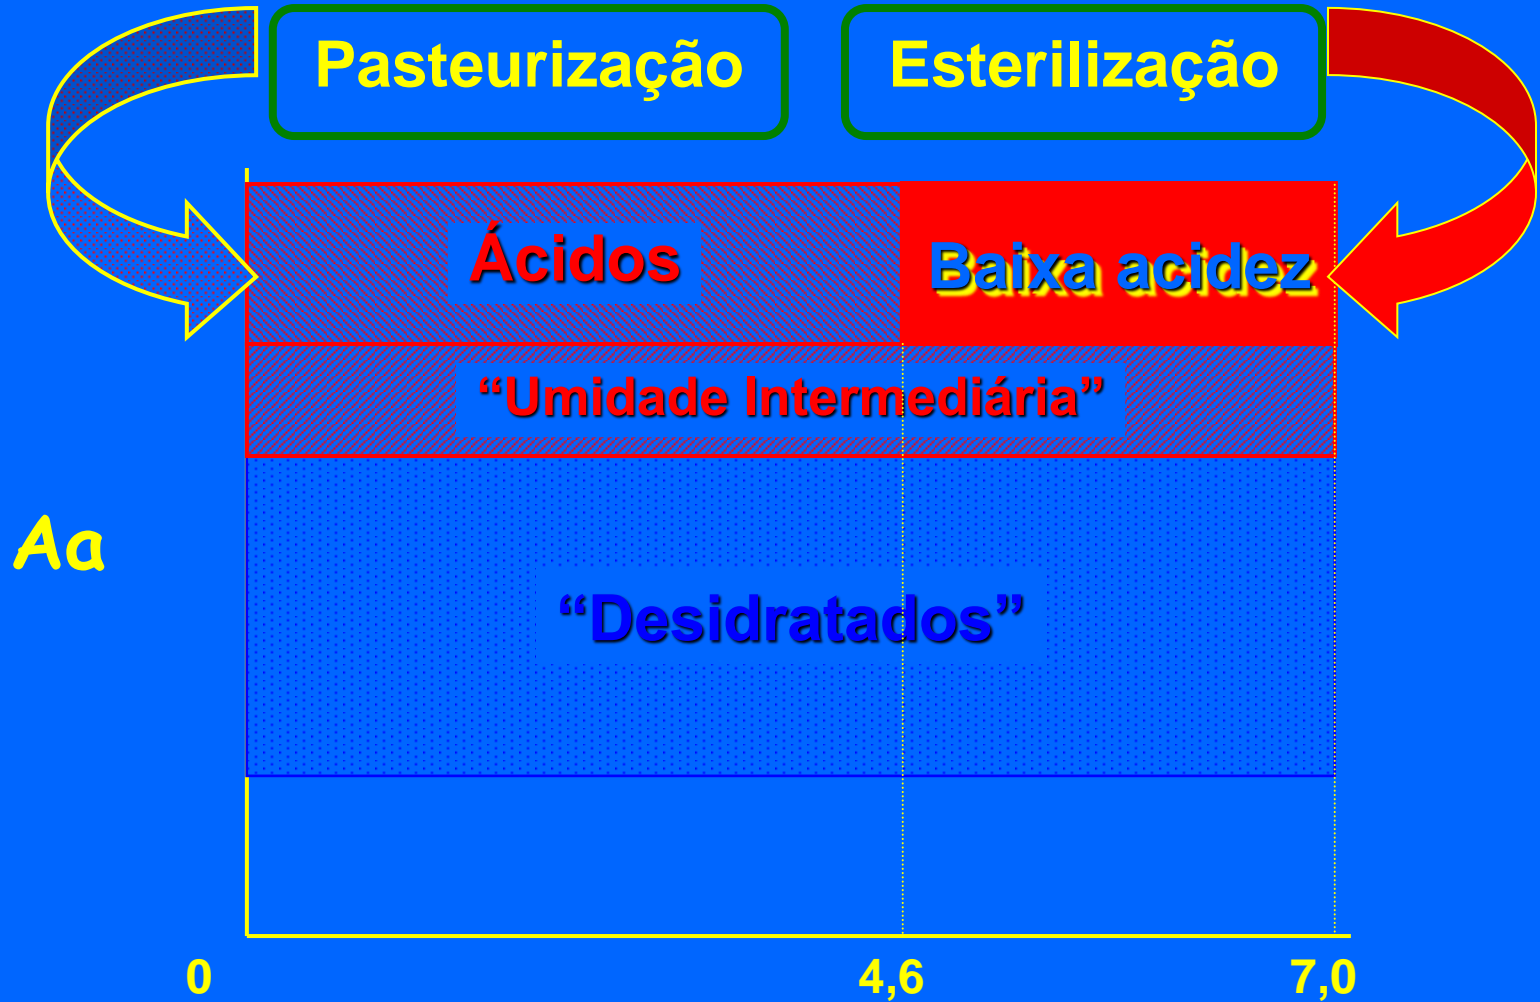 Pasteurização
Esterilização
Ácidos
Baixa acidez
“Umidade Intermediária”
Aa
“Desidratados”
0
4,6
7,0